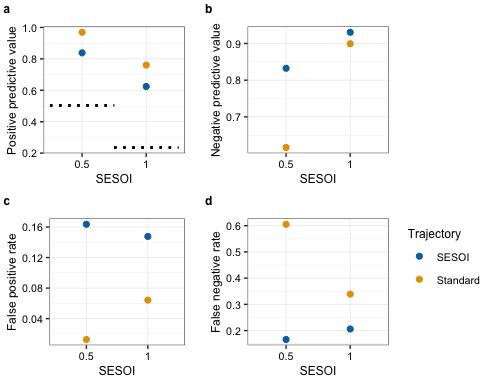 a
Positive predictive value
1.0
0.8
0.6
0.4
0.2
0.5
1
SESOI
b
Negative predictive value
0.9
0.8
0.7
0.5
1
SESOI
c
False positive rate
0.16
0.12
0.08
0.04
0.5
1
SESOI
d
False negative rate
0.6
0.5
0.4
0.3
0.2
0.5
1
SESOI
Trajectory
SESOI
Standard